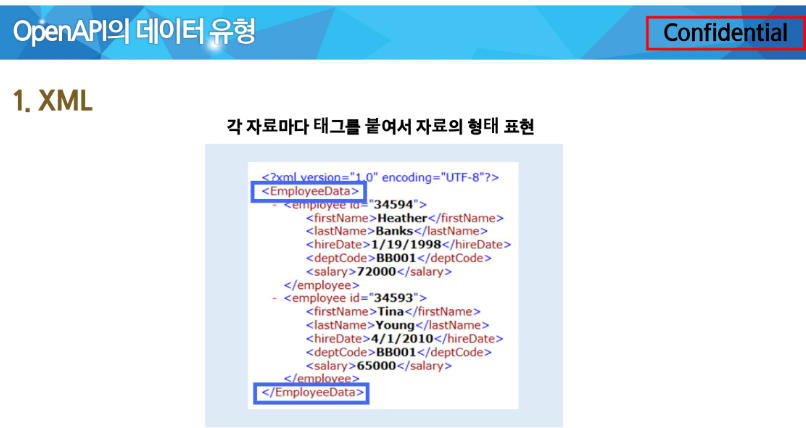 OpenAPI의 데이터 유형
Confidential
1. XML
각 자료마다 태그를 붙여서 자료의 형태 표현
<?xml version="1.0" encoding="UTF-8"?>
<EmployeeData>
- <employee id="34594">
<firstName>Heather</firstName>
<lastName>Banks</lastName>
<hireDate>1/19/1998</hireDate>
<deptCode>BB001</deptCode>
<salary>72000</salary>
</employee>
- <employee id="34593">
<firstName>Tina</firstName>
<lastName>Young</lastName>
<hireDate>4/1/2010</hireDate>
<deptCode>BB001</deptCode>
<salary>65000</salary>
</employee>
</EmployeeData>